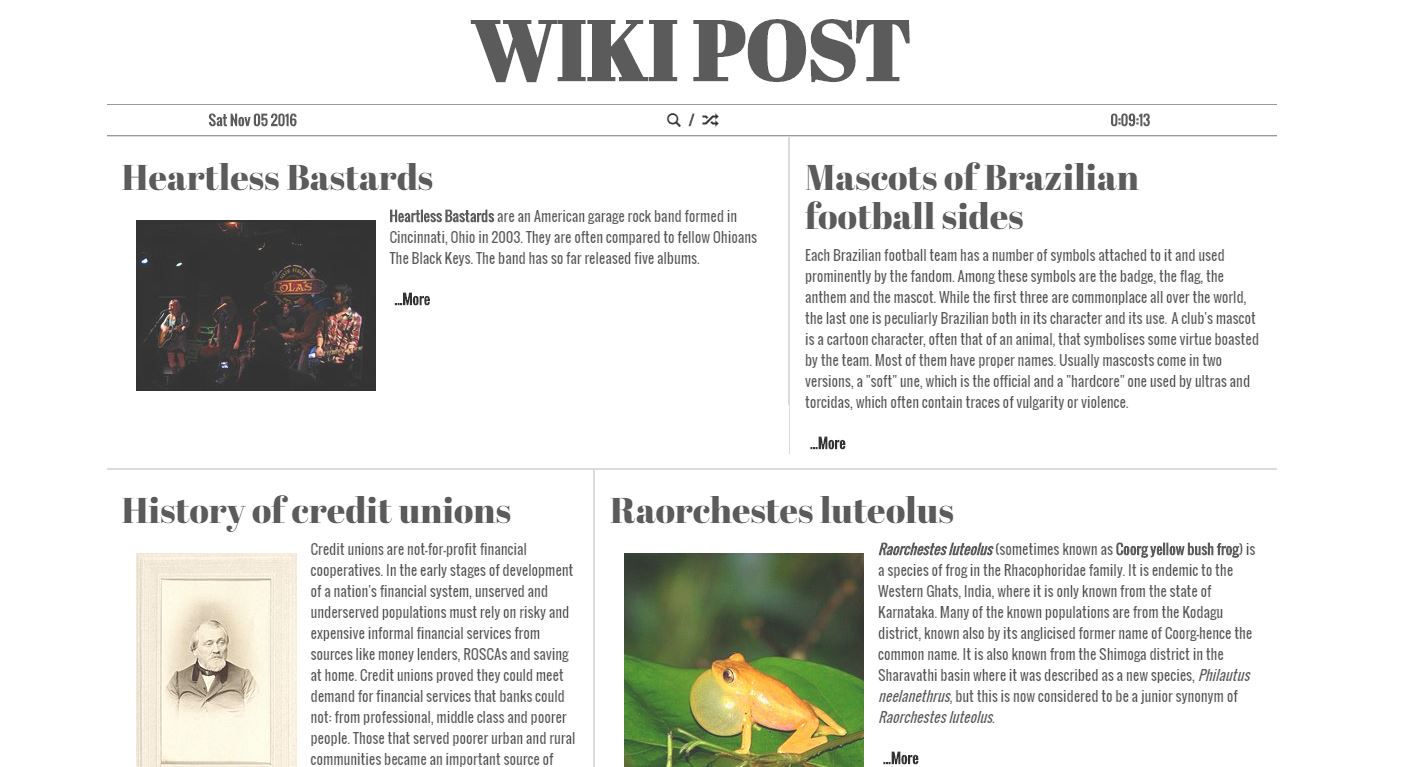 WIKI POST
Sat Nov 05 2016
/
0:09:13
Heartless Bastards
Heartless Bastards are an American garage rock band formed in
Cincinnati, Ohio in 2003. They are often compared to fellow Ohioans
The Black Keys. The band has so far released five albums.
...More
OLA'S
Mascots of Brazilian
football sides
Each Brazilian football team has a number of symbols attached to it and used
prominently by the fandom. Among these symbols are the badge, the flag, the
anthem and the mascot. While the first three are commonplace all over the world,
the last one is peculiarly Brazilian both in its character and its use. A club's mascot
is a cartoon character, often that of an animal, that symbolises some virtue boasted
by the team. Most of them have proper names. Usually mascosts come in two
versions, a "soft" une, which is the official and a "hardcore" one used by ultras and
torcidas, which often contain traces of vulgarity or violence.
...More
History of credit unions
Credit unions are not-for-profit financial
cooperatives. In the early stages of development
of a nation's financial system, unserved and
underserved populations must rely on risky and
expensive informal financial services from
sources like money lenders, ROSCAs and saving
at home. Credit unions proved they could meet
demand for financial services that banks could
not: from professional, middle class and poorer
people. Those that served poorer urban and rural
communities became an important source of
Raorchestes luteolus
Raorchestes luteolus (sometimes known as Coorg yellow bush frog) is
a species of frog in the Rhacophoridae family. It is endemic to the
Western Ghats, India, where it is only known from the state of
Karnataka. Many of the known populations are from the Kodagu
district, known also by its anglicised former name of Coorg-hence the
common name. It is also known from the Shimoga district in the
Sharavathi basin where it was described as a new species, Philautus
neelanethrus, but this is now considered to be a junior synonym of
Raorchestes luteolus.
...More